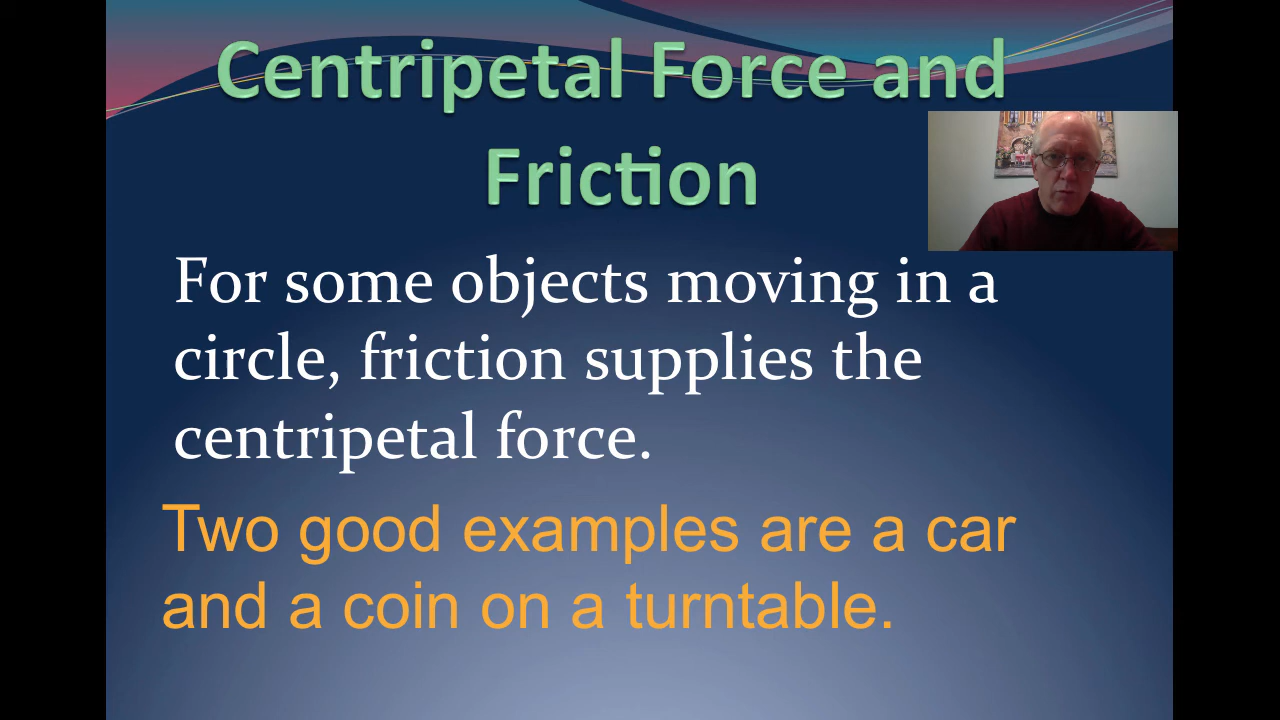 Centripetal Force and
Friction
For some objects moving in a
circle, friction supplies the
centripetal force.
Two good examples are a car
and a coin on a turntable.